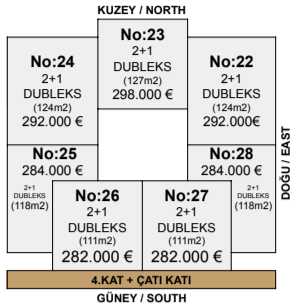 KUZEY / NORTH
No:23
2+1
DUBLEKS
(127m2)
298.000 €
No:24
2+1
DUBLEKS
(124m2)
292.000 €
No:22
2+1
DUBLEKS
(124m2)
292.000€
DOĞU / EAST
No:25
284.000 €
2+1
DUBLEKS
(118m2)
No:28
284.000 €
2+1
DUBLEKS
(118m2)
No:26
2+1
DUBLEKS
(111m2)
282.000 €
No:27
2+1
DUBLEKS
(111m2)
282.000 €
4.KAT + ÇATI KATI
GÜNEY / SOUTH